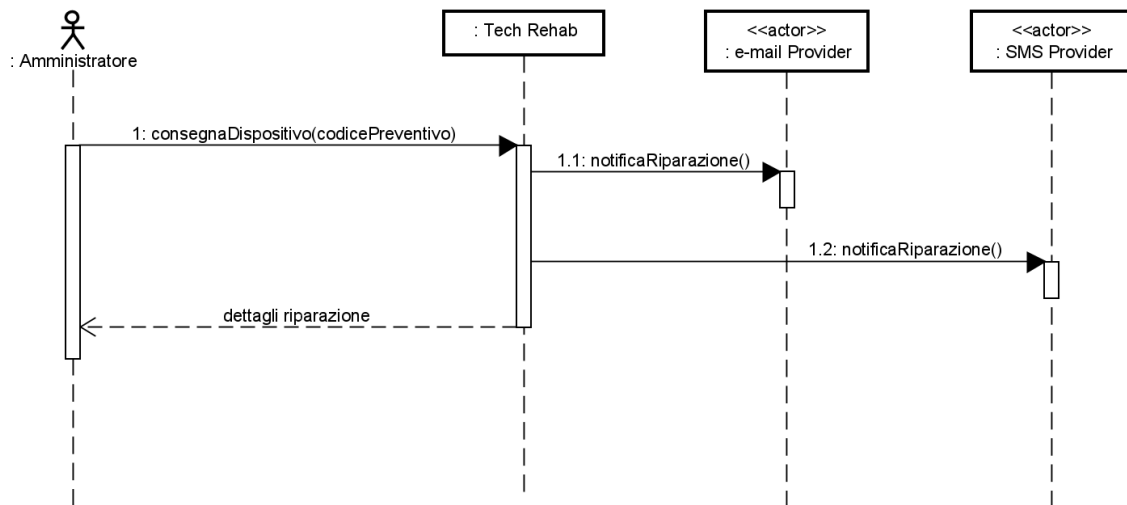 : Amministratore
: Tech Rehab
<<actor>>
: e-mail Provider
<<actor>>
: SMS Provider
1: consegnaDispositivo(codicePreventivo)
1.1: notificaRiparazione()
1.2: notificaRiparazione()
dettagli riparazione